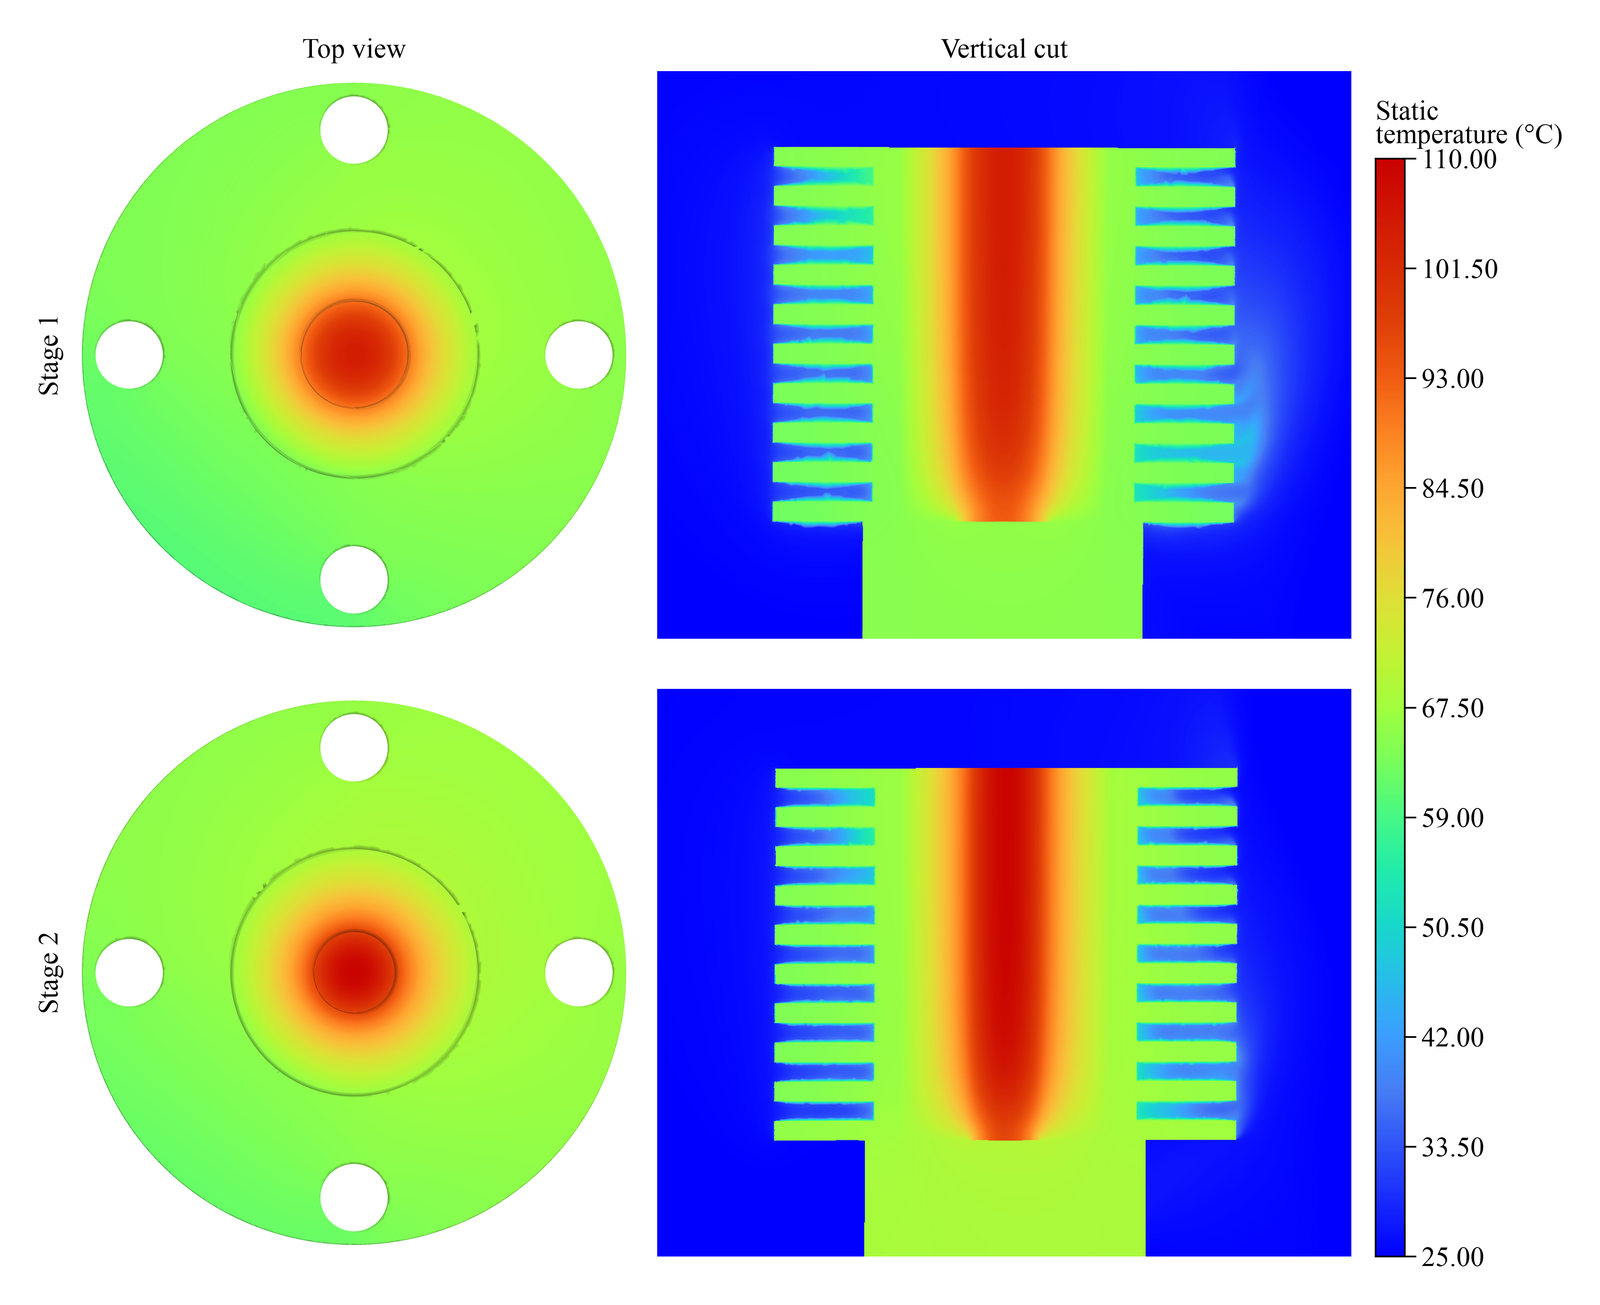 Top view
Vertical cut
Static
temperature (°C)
110.00
101.50
93.00
84.50
76.00
67.50
59.00
50.50
42.00
33.50
25.00
Stage 1
Stage 2